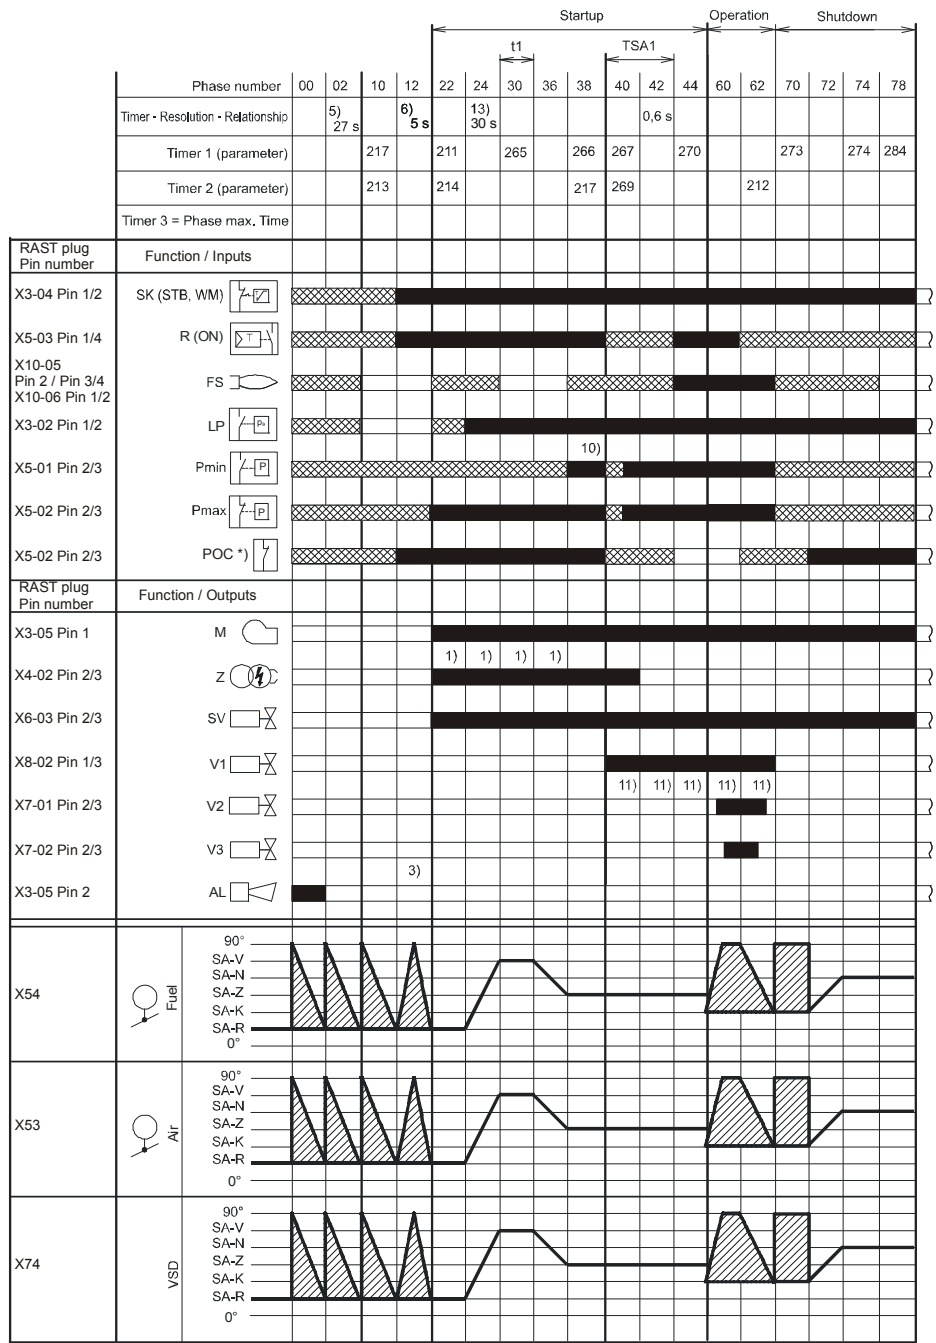 Startup Operation Shutdown
t1 TSA1
Phase number 00 02 10 12 22 24 30 36 38 40 42 44 60 62 70 72 74 78
Timer - Resolution - Relationship 5) 27 s 6) 5 s 13) 30 s 0,6 s
Timer 1 (parameter) 217 211 265 266 267 270 273 274 284
Timer 2 (parameter) 213 214 217 269 212
Timer 3 = Phase max. Time
RAST plug
Pin number
Function / Inputs
X3-04 Pin 1/2 SK (STB, WM)
X5-03 Pin 1/4 R (ON) T
X10-05
Pin 2 / Pin 3/4
X10-06 Pin 1/2
FS
X3-02 Pin 1/2 LP
10)
X5-01 Pin 2/3 Pmin P
X5-02 Pin 2/3 Pmax P
X5-02 Pin 2/3 POC *)
RAST plug
Pin number
Function / Outputs
X3-05 Pin 1 M
1) 1) 1) 1)
X4-02 Pin 2/3 Z
X6-03 Pin 2/3 SV
X8-02 Pin 1/3 V1
11) 11) 11) 11) 11)
X7-01 Pin 2/3 V2
X7-02 Pin 2/3 V3
3)
X3-05 Pin 2 AL
X54
Fuel
90°
SA-V
SA-N
SA-Z
SA-K
SA-R
0°
X53
Air
90°
SA-V
SA-N
SA-Z
SA-K
SA-R
0°
X74
VSD
90°
SA-V
SA-N
SA-Z
SA-K
SA-R
0°